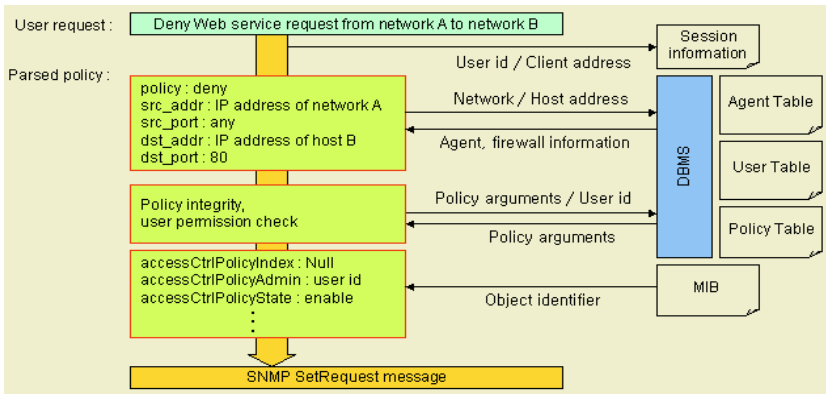 User request :
Deny Web service request from network A to network B
Session
information
User id / Client address
Parsed policy :
policy : deny
src_addr : IP address of network A
src_port : any
dst_addr : IP address of host B
dst_port : 80
Network / Host address
Agent, firewall information
DBMS
Agent Table
User Table
Policy Table
Policy integrity,
user permission check
Policy arguments / User id
Policy arguments
accessCtrlPolicyIndex : Null
accessCtrlPolicyAdmin : user id
accessCtrlPolicyState : enable
Object identifier
MIB
SNMP SetRequest message